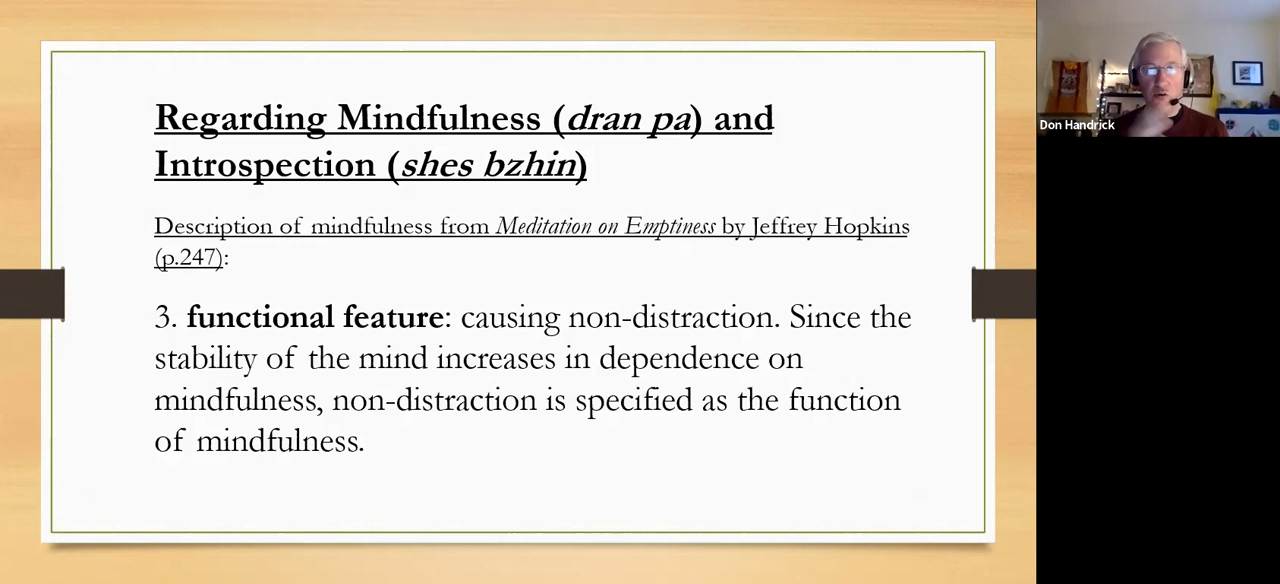 Regarding Mindfulness (dran pa) and
Introspection (shes bzhin)
Description of mindfulness from Meditation on Emptiness by Jeffrey Hopkins
(p.247):
3. functional feature: causing non-distraction. Since the
stability of the mind increases in dependence on
mindfulness, non-distraction is specified as the function
of mindfulness.
Don Handrick